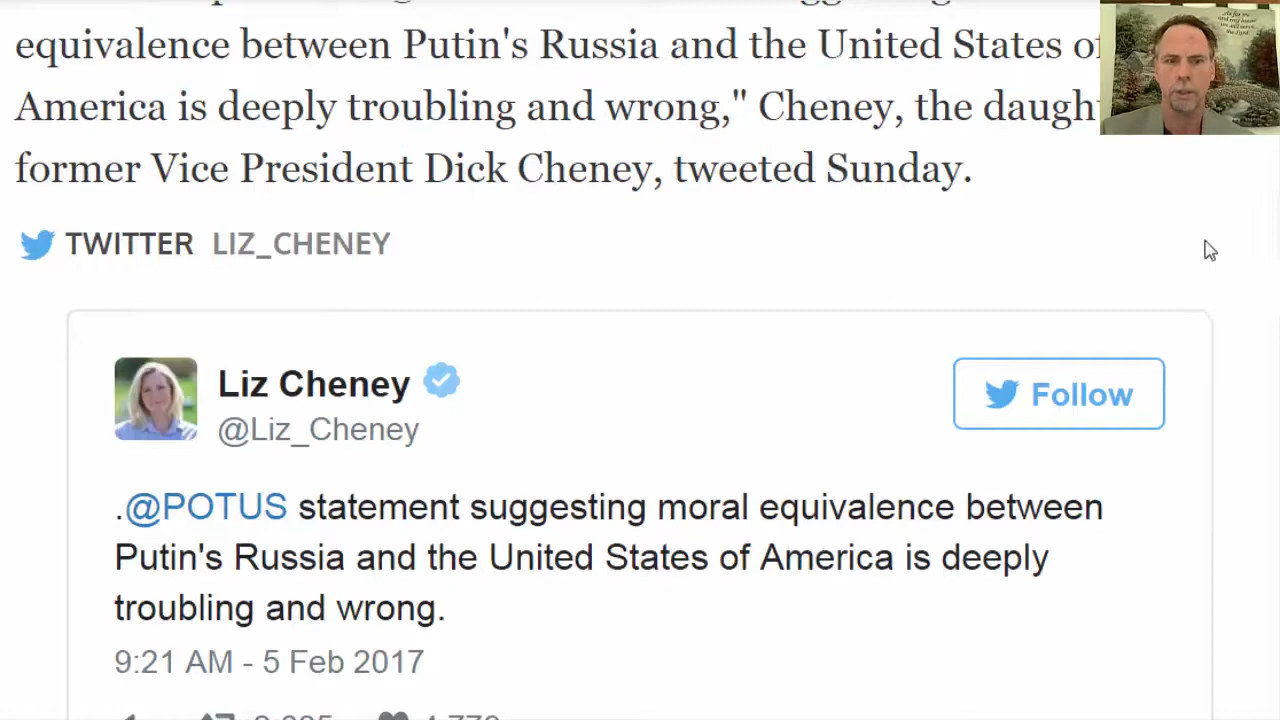 equivalence between Putin's Russia and the United States of
America is deeply troubling and wrong," Cheney, the daught
former Vice President Dick Cheney, tweeted Sunday.
TWITTER LIZ_CHENEY
Liz Cheney
@Liz_Cheney
Follow
.@POTUS statement suggesting moral equivalence between
Putin's Russia and the United States of America is deeply
troubling and wrong.
9:21 AM - 5 Feb 2017